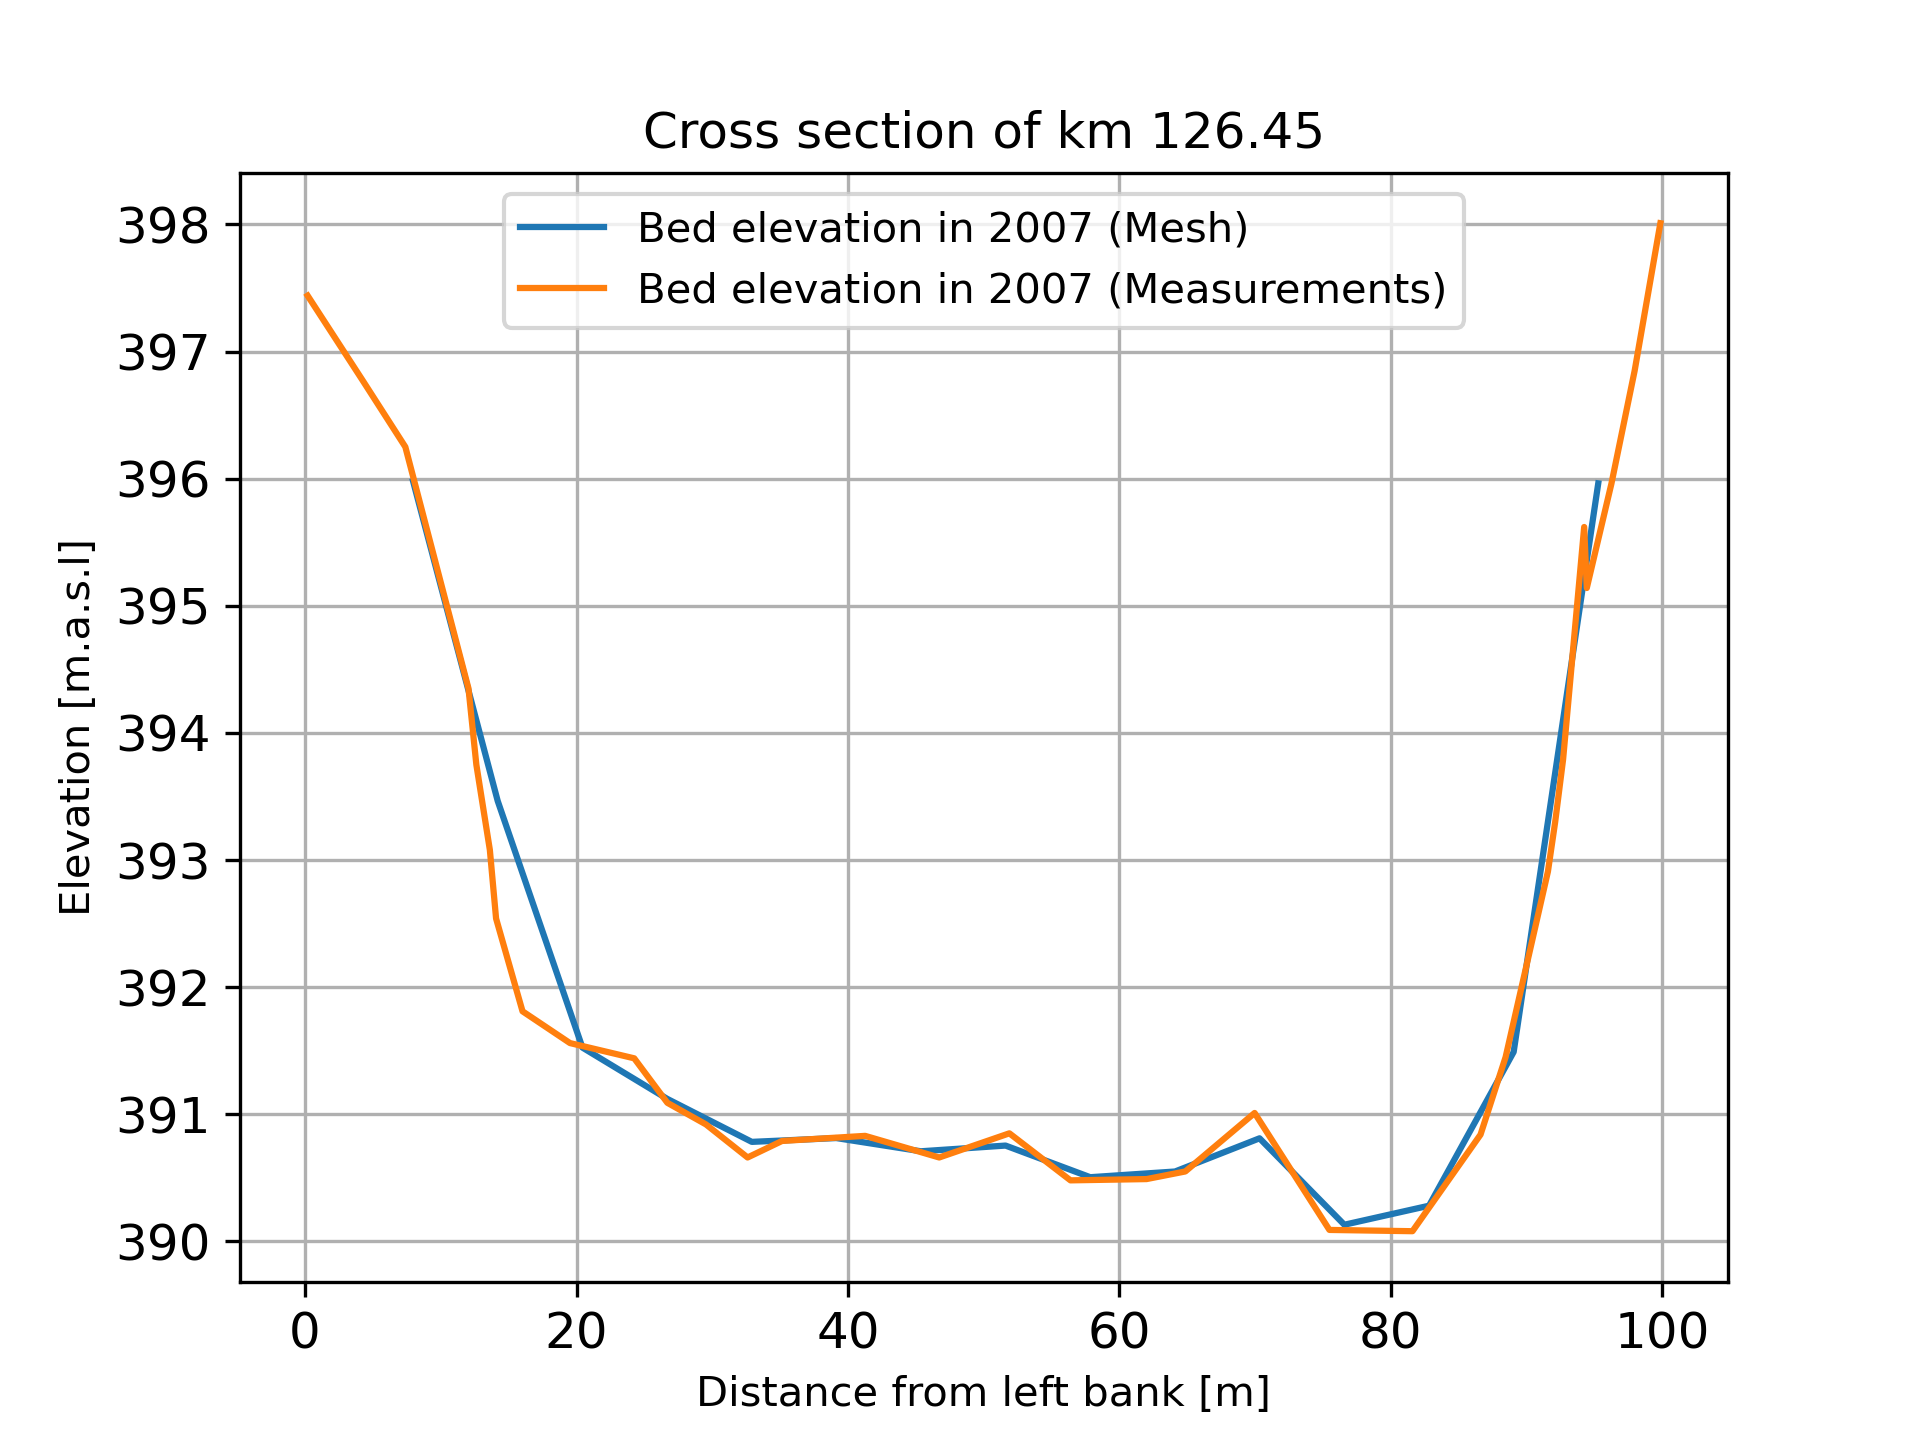 Cross section of km 126.45
Bed elevation in 2007 (Mesh)
Bed elevation in 2007 (Measurements)
398
397
396
395
394
393
392
391
390
Elevation [m.a.s.l]
0 20 40 60 80 100
Distance from left bank [m]